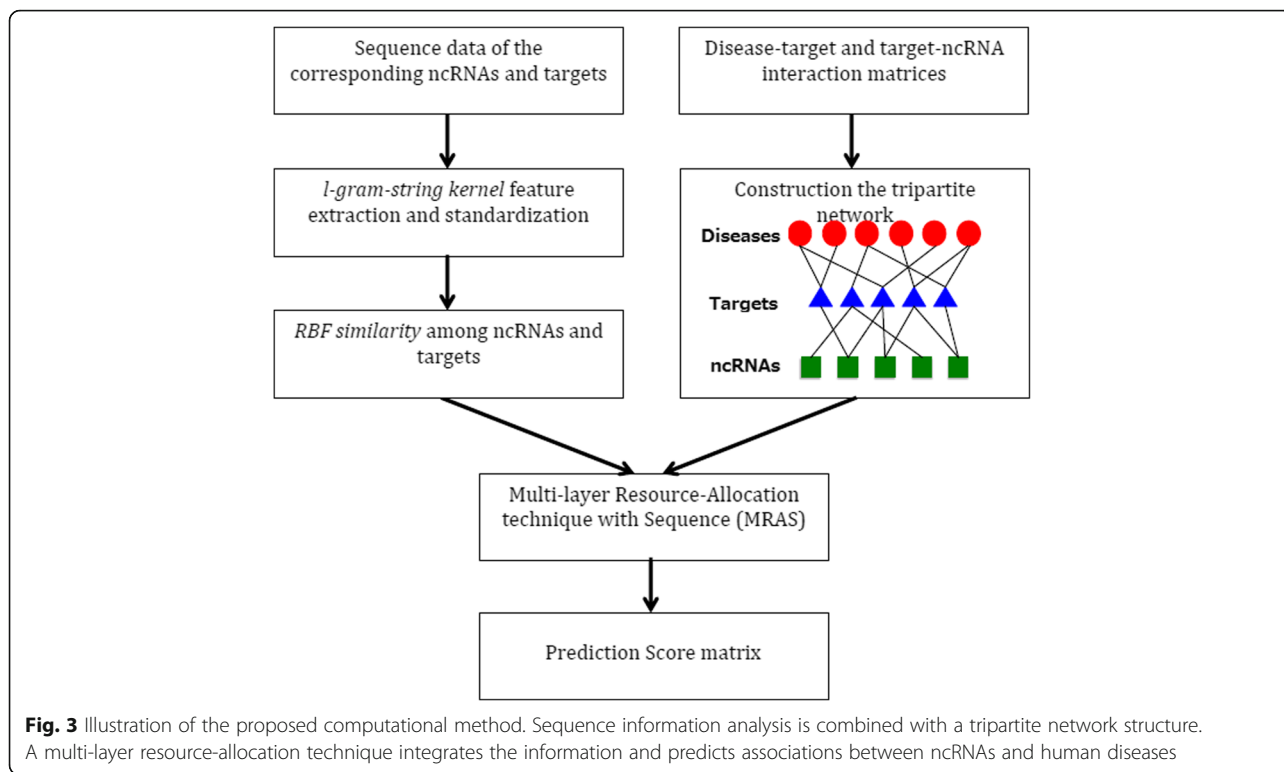 Sequence data of the
corresponding ncRNAs and targets
Disease-target and target-ncRNA
interaction matrices
l-gram-string kernel feature
extraction and standardization
Construction the tripartite
network
Diseases
Targets
ncRNAs
RBF similarity among ncRNAs and
targets
Multi-layer Resource-Allocation
technique with Sequence (MRAS)
Prediction Score matrix
Fig. 3 Illustration of the proposed computational method. Sequence information analysis is combined with a tripartite network structure.
A multi-layer resource-allocation technique integrates the information and predicts associations between ncRNAs and human diseases